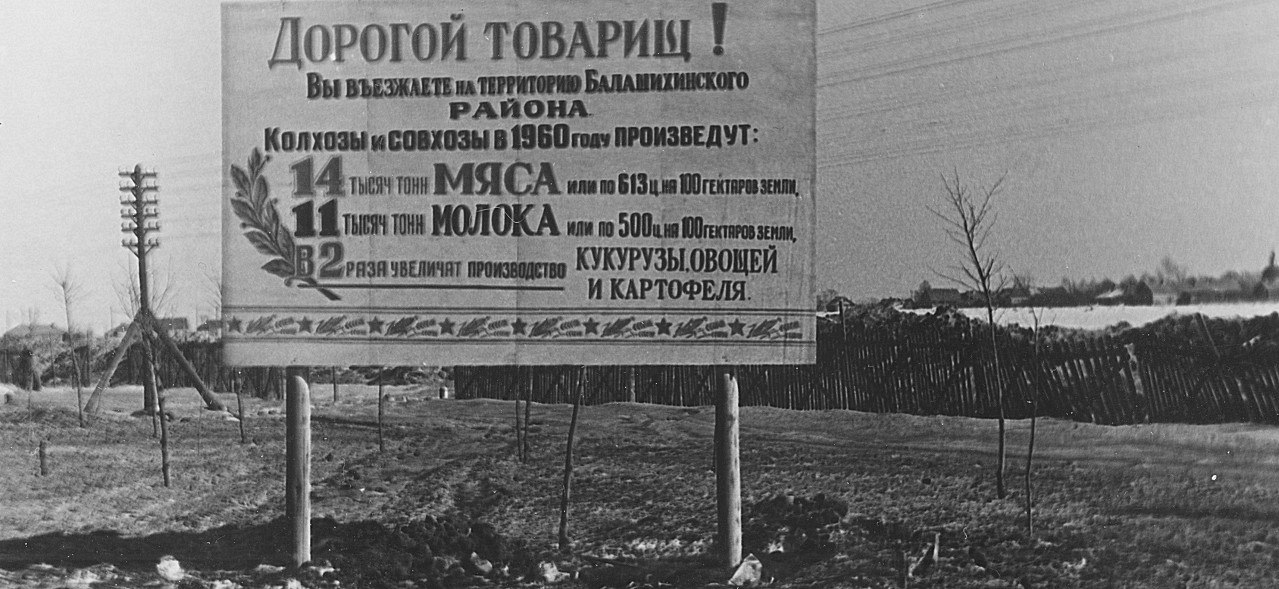 Дорогой товарищ!
Вы въезжаете на территорию Балашихинского
района.
Колхозы и совхозы в 1960 году произведут:
14 тысяч тонн мяса или по 613 ц. на 100 гектаров земли,
11 тысяч тонн молока или по 500 ц. на 100 гектаров земли,
В 2 раза увеличат производство кукурузы, овощей
и картофеля.